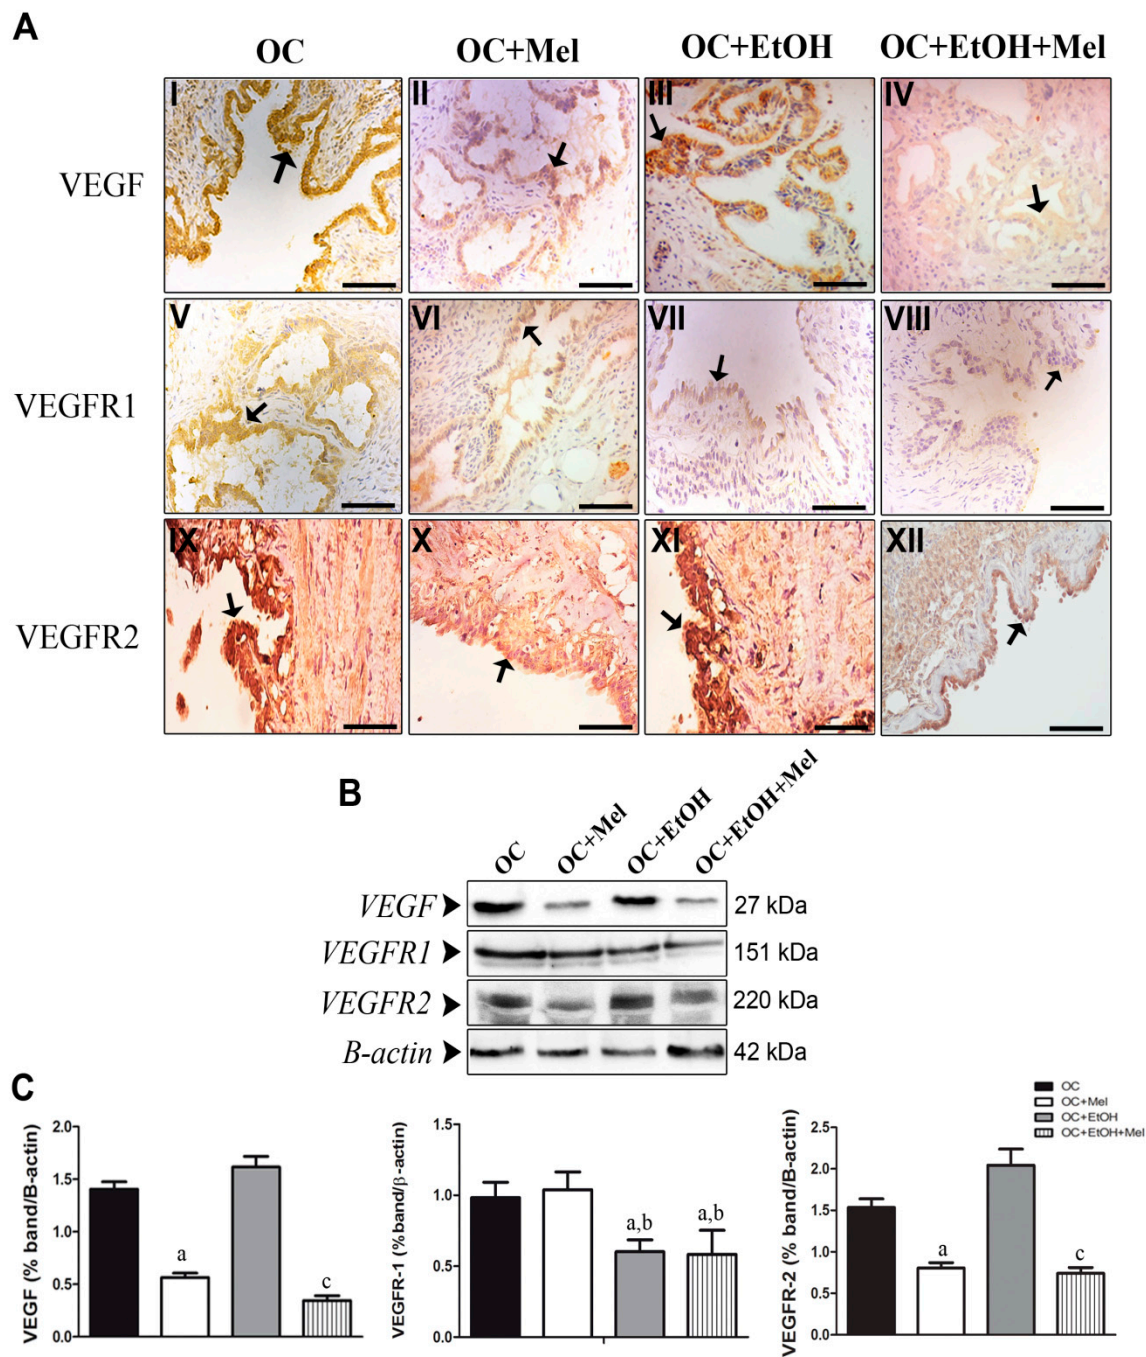 A
OC OC+Mel OC+EtOH OC+EtOH+Mel
VEGF
I II III IV
VEGFR1
V VI VII VIII
VEGFR2
IX X XI XII
B
OC OC+Mel OC+EtOH OC+EtOH+Mel
VEGF 27 kDa
VEGFR1 151 kDa
VEGFR2 220 kDa
B-actin 42 kDa
C
OC
OC+Mel
OC+EtOH
OC+EtOH+Mel
VEGF (% band/B-actin)
2.0
1.5
1.0
0.5
0.0
a
c
VEGFR-1 (%band/β-actin)
1.5
1.0
0.5
0.0
a,b
a,b
VEGFR-2 (% band/B-actin)
2.5
2.0
1.5
1.0
0.5
0.0
a
c